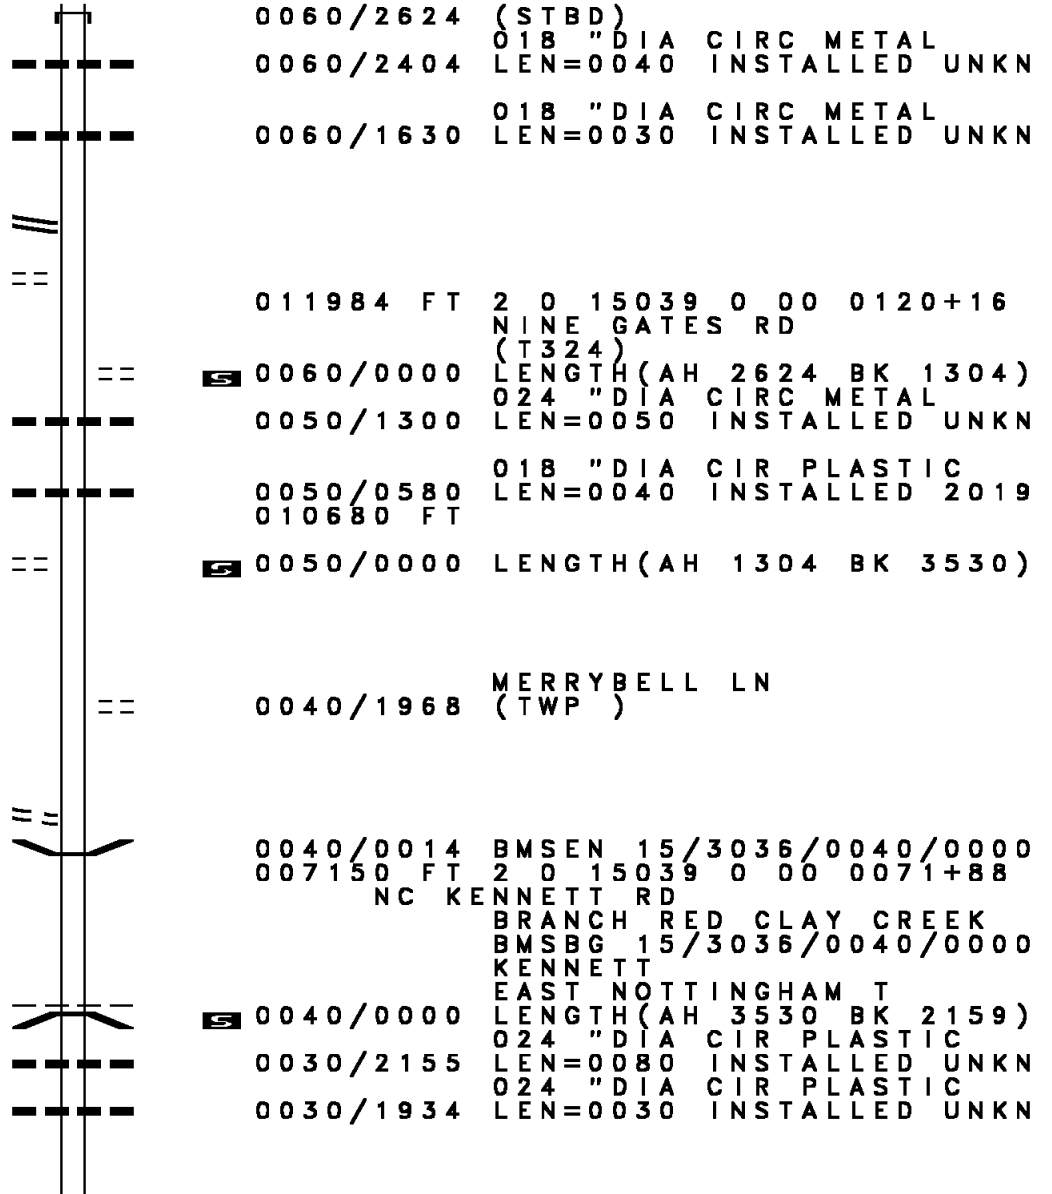 0060/2624 (STBD)
018 "DIA CIRC METAL
0060/2404 LEN=0040 INSTALLED UNKN
018 "DIA CIRC METAL
0060/1630 LEN=0030 INSTALLED UNKN
011984 FT 2 0 15039 0 00 0120+16
NINE GATES RD
(T324)
S 0060/0000 LENGTH(AH 2624 BK 1304)
024 "DIA CIRC METAL
0050/1300 LEN=0050 INSTALLED UNKN
018 "DIA CIR PLASTIC
0050/0580 LEN=0040 INSTALLED 2019
010680 FT
S 0050/0000 LENGTH(AH 1304 BK 3530)
MERRYBELL LN
0040/1968 (TWP )
0040/0014 BMSEN 15/3036/0040/0000
007150 FT 2 0 15039 0 00 0071+88
NC KENNETT RD
BRANCH RED CLAY CREEK
BMSBG 15/3036/0040/0000
KENNETT
EAST NOTTINGHAM T
S 0040/0000 LENGTH(AH 3530 BK 2159)
024 "DIA CIR PLASTIC
0030/2155 LEN=0080 INSTALLED UNKN
024 "DIA CIR PLASTIC
0030/1934 LEN=0030 INSTALLED UNKN